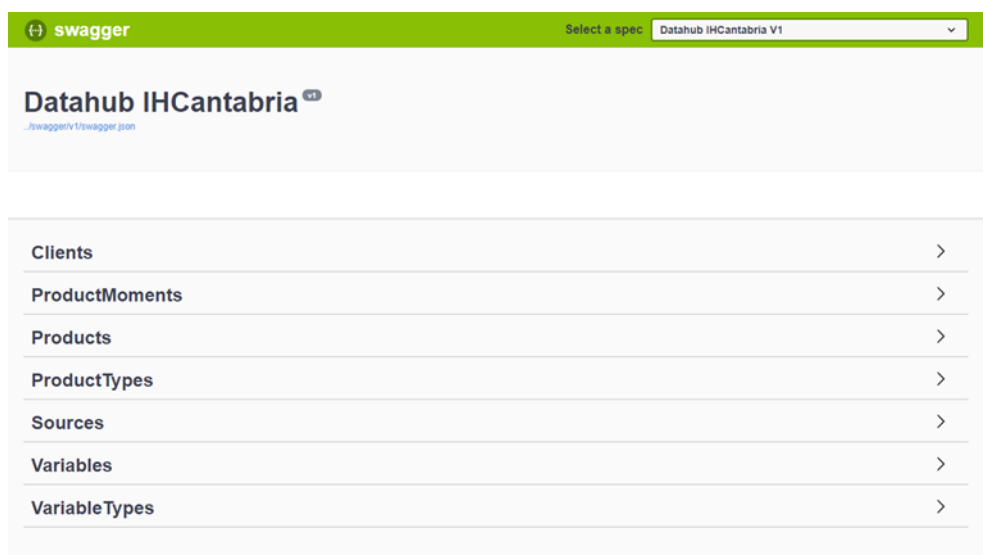 swagger
Select a spec Datahub IHCantabria V1
Datahub IHCantabria v1
../swagger/v1/swagger.json
Clients
ProductMoments
Products
ProductTypes
Sources
Variables
VariableTypes